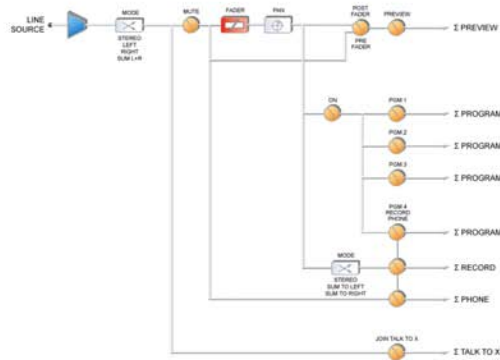 LINE
SOURCE
MODE
STEREO
LEFT
RIGHT
SUM L+R
MUTE
FADER
PAN
POST
FADER
PRE
FADER
PREVIEW
Σ PREVIEW
ON
PGM 1
Σ PROGRAM
PGM 2
Σ PROGRAM
PGM 3
Σ PROGRAM
PGM 4
RECORD
PHONE
Σ PROGRAM
MODE
STEREO
SUM TO LEFT
SUM TO RIGHT
Σ RECORD
Σ PHONE
JOIN TALK TO X
Σ TALK TO X